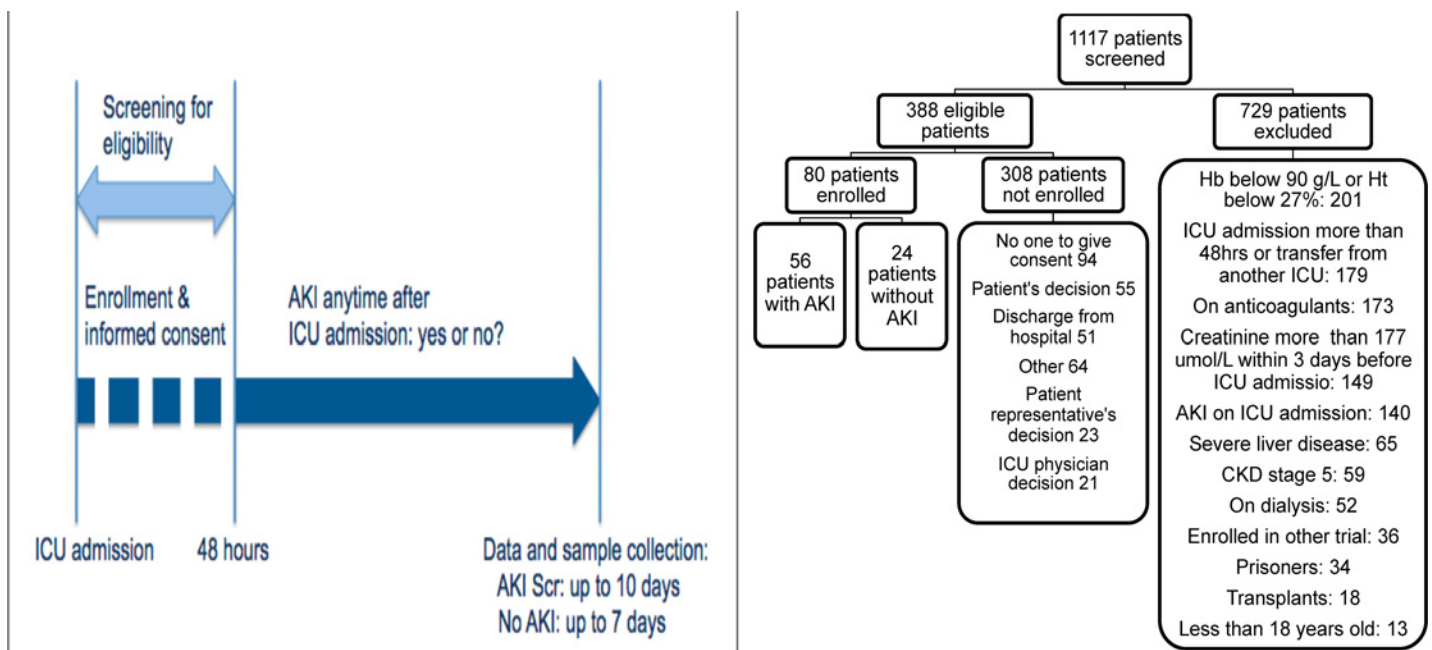 Screening for
eligibility
Enrollment &
informed consent
AKI anytime after
ICU admission: yes or no?
ICU admission
48 hours
Data and sample collection:
AKI Scr: up to 10 days
No AKI: up to 7 days
1117 patients
screened
388 eligible
patients
729 patients
excluded
80 patients
enrolled
308 patients
not enrolled
56
patients
with AKI
24
patients
without
AKI
No one to give
consent 94
Patient's decision 55
Discharge from
hospital 51
Other 64
Patient
representative's
decision 23
ICU physician
decision 21
Hb below 90 g/L or Ht
below 27%: 201
ICU admission more than
48hrs or transfer from
another ICU: 179
On anticoagulants: 173
Creatinine more than 177
umol/L within 3 days before
ICU admissio: 149
AKI on ICU admission: 140
Severe liver disease: 65
CKD stage 5: 59
On dialysis: 52
Enrolled in other trial: 36
Prisoners: 34
Transplants: 18
Less than 18 years old: 13